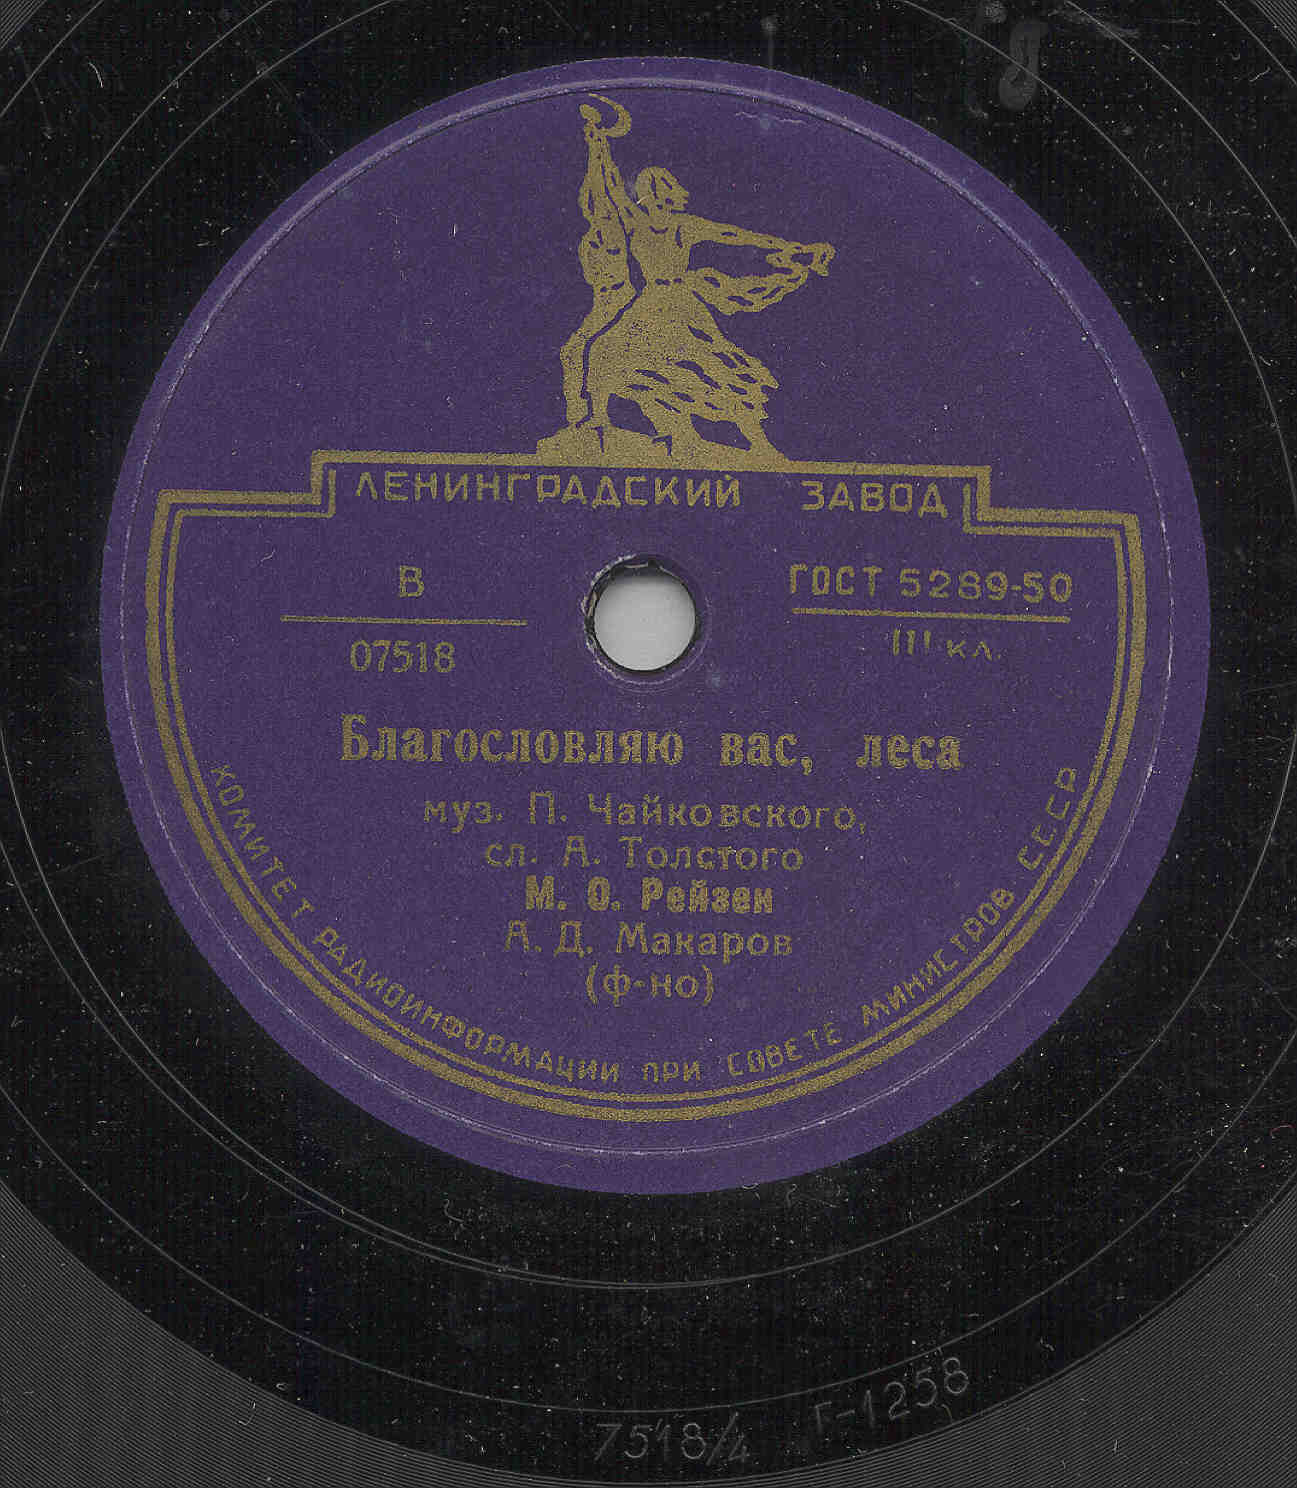 ЛЕНИНГРАДСКИЙ ЗАВОД
В
07518
ГОСТ 5289-50
III кл.
Благословляю вас, леса
муз. П. Чайковского,
сл. А. Толстого
М. О. Рейзен
А. Д. Макаров
(ф-но)
КОМИТЕТ РАДИОИНФОРМАЦИИ ПРИ СОВЕТЕ МИНИСТРОВ СССР
7518/4 Г-1258